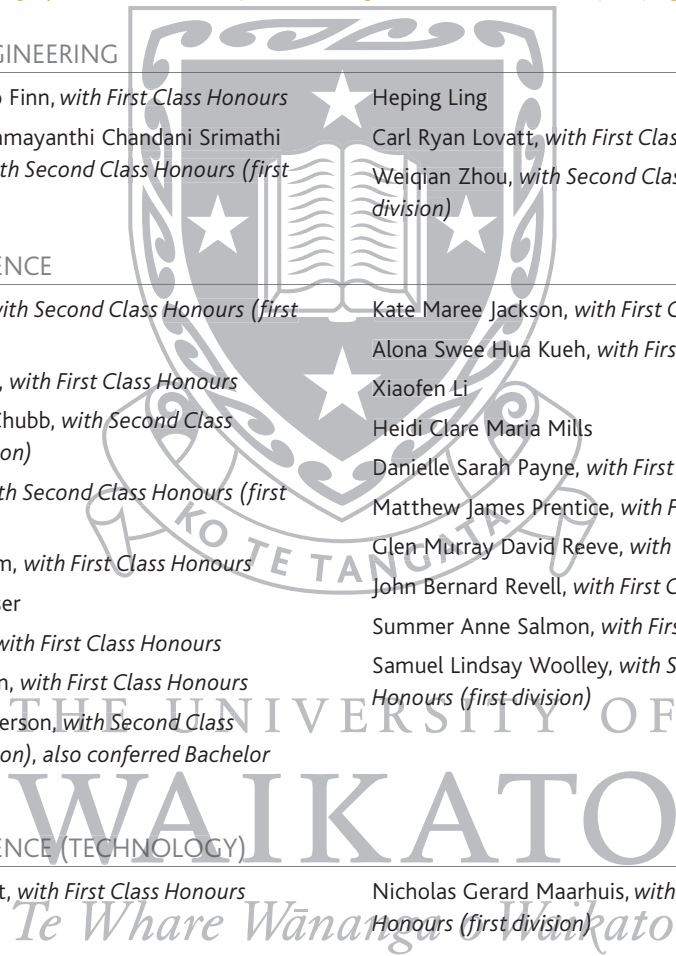 GINEERING
Finn, with First Class Honours
amayanthi Chandani Srimathi
th Second Class Honours (first
Heping Ling
Carl Ryan Lovatt, with First Clas
Weiqian Zhou, with Second Clas
division)
ENCE
with Second Class Honours (first
, with First Class Honours
Chubb, with Second Class
on)
th Second Class Honours (first
m, with First Class Honours
ser
with First Class Honours
n, with First Class Honours
erson, with Second Class
on), also conferred Bachelor
Kate Maree Jackson, with First C
Alona Swee Hua Kueh, with Firs
Xiaofen Li
Heidi Clare Maria Mills
Danielle Sarah Payne, with First
Matthew James Prentice, with F
Glen Murray David Reeve, with
John Bernard Revell, with First C
Summer Anne Salmon, with Firs
Samuel Lindsay Woolley, with S
Honours (first division)
ENCE (TECHNOLOGY)
t, with First Class Honours
Nicholas Gerard Maarhuis, with
Honours (first division)
KO TE TANGATA
THE UNIVERSITY OF
WAIKATO
Te Whare Wānanga o Waikato